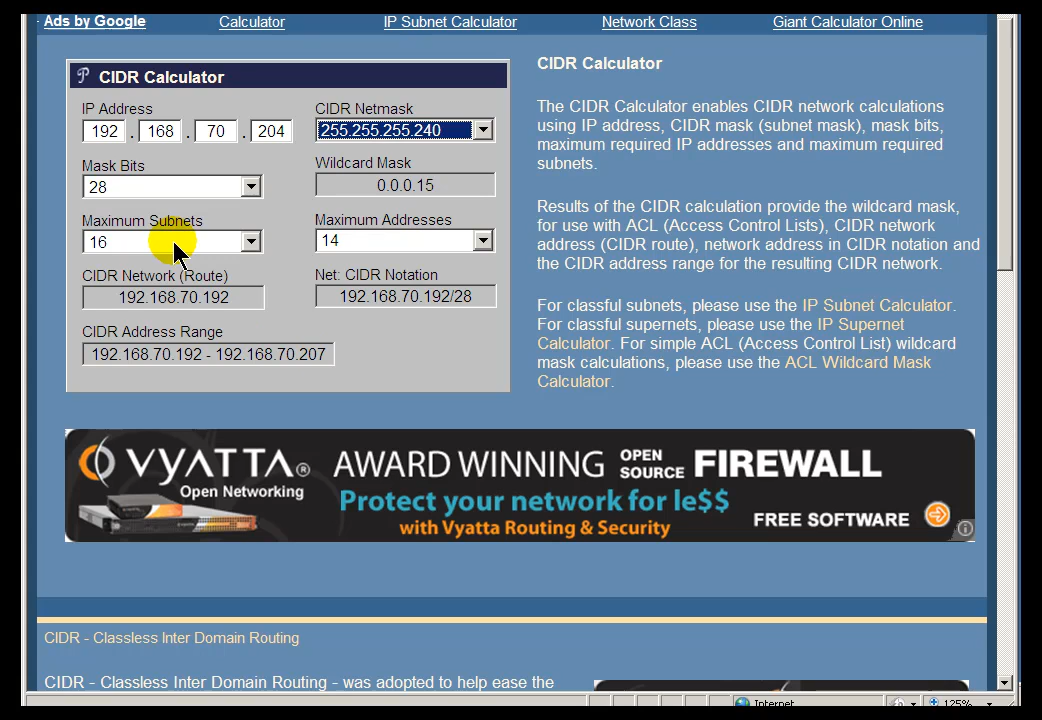 Ads by Google
Calculator
IP Subnet Calculator
Network Class
Giant Calculator Online
CIDR Calculator
IP Address
CIDR Netmask
192 . 168 . 70 . 204
255.255.255.240
Mask Bits
Wildcard Mask
28
0.0.0.15
Maximum Subnets
Maximum Addresses
16
14
CIDR Network (Route)
Net: CIDR Notation
192.168.70.192
192.168.70.192/28
CIDR Address Range
192.168.70.192 - 192.168.70.207
CIDR Calculator
The CIDR Calculator enables CIDR network calculations
using IP address, CIDR mask (subnet mask), mask bits,
maximum required IP addresses and maximum required
subnets.
Results of the CIDR calculation provide the wildcard mask,
for use with ACL (Access Control Lists), CIDR network
address (CIDR route), network address in CIDR notation and
the CIDR address range for the resulting CIDR network.
For classful subnets, please use the IP Subnet Calculator.
For classful supernets, please use the IP Supernet
Calculator. For simple ACL (Access Control List) wildcard
mask calculations, please use the ACL Wildcard Mask
Calculator.
VYATTA®
Open Networking
AWARD WINNING OPEN SOURCE FIREWALL
Protect your network for le$$
with Vyatta Routing & Security
FREE SOFTWARE
CIDR - Classless Inter Domain Routing
CIDR - Classless Inter Domain Routing - was adopted to help ease the
Internet
125%